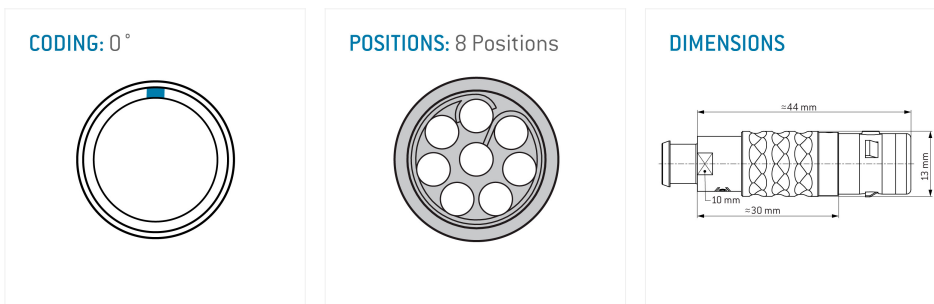 CODING: 0°
POSITIONS: 8 Positions
DIMENSIONS
≈44 mm
13 mm
10 mm
≈30 mm